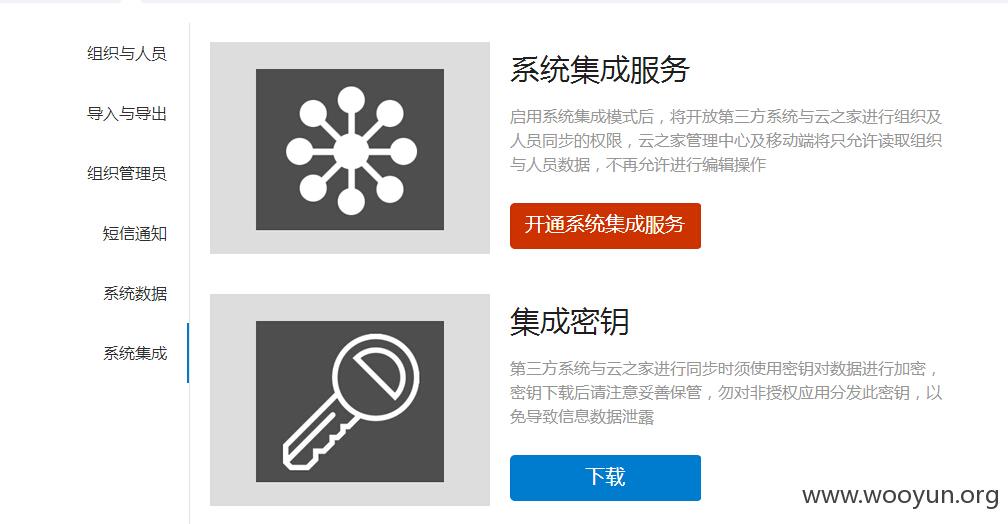 组织与人员
导入与导出
组织管理员
短信通知
系统数据
系统集成
系统集成服务
启用系统集成模式后，将开放第三方系统与云之家进行组织及
人员同步的权限，云之家管理中心及移动端将只允许读取组织
与人员数据，不再允许进行编辑操作
开通系统集成服务
集成密钥
第三方系统与云之家进行同步时须使用密钥对数据进行加密，
密钥下载后请注意妥善保管，勿对非授权应用分发此密钥，以
免导致信息数据泄露
下载
www.wooyun.org